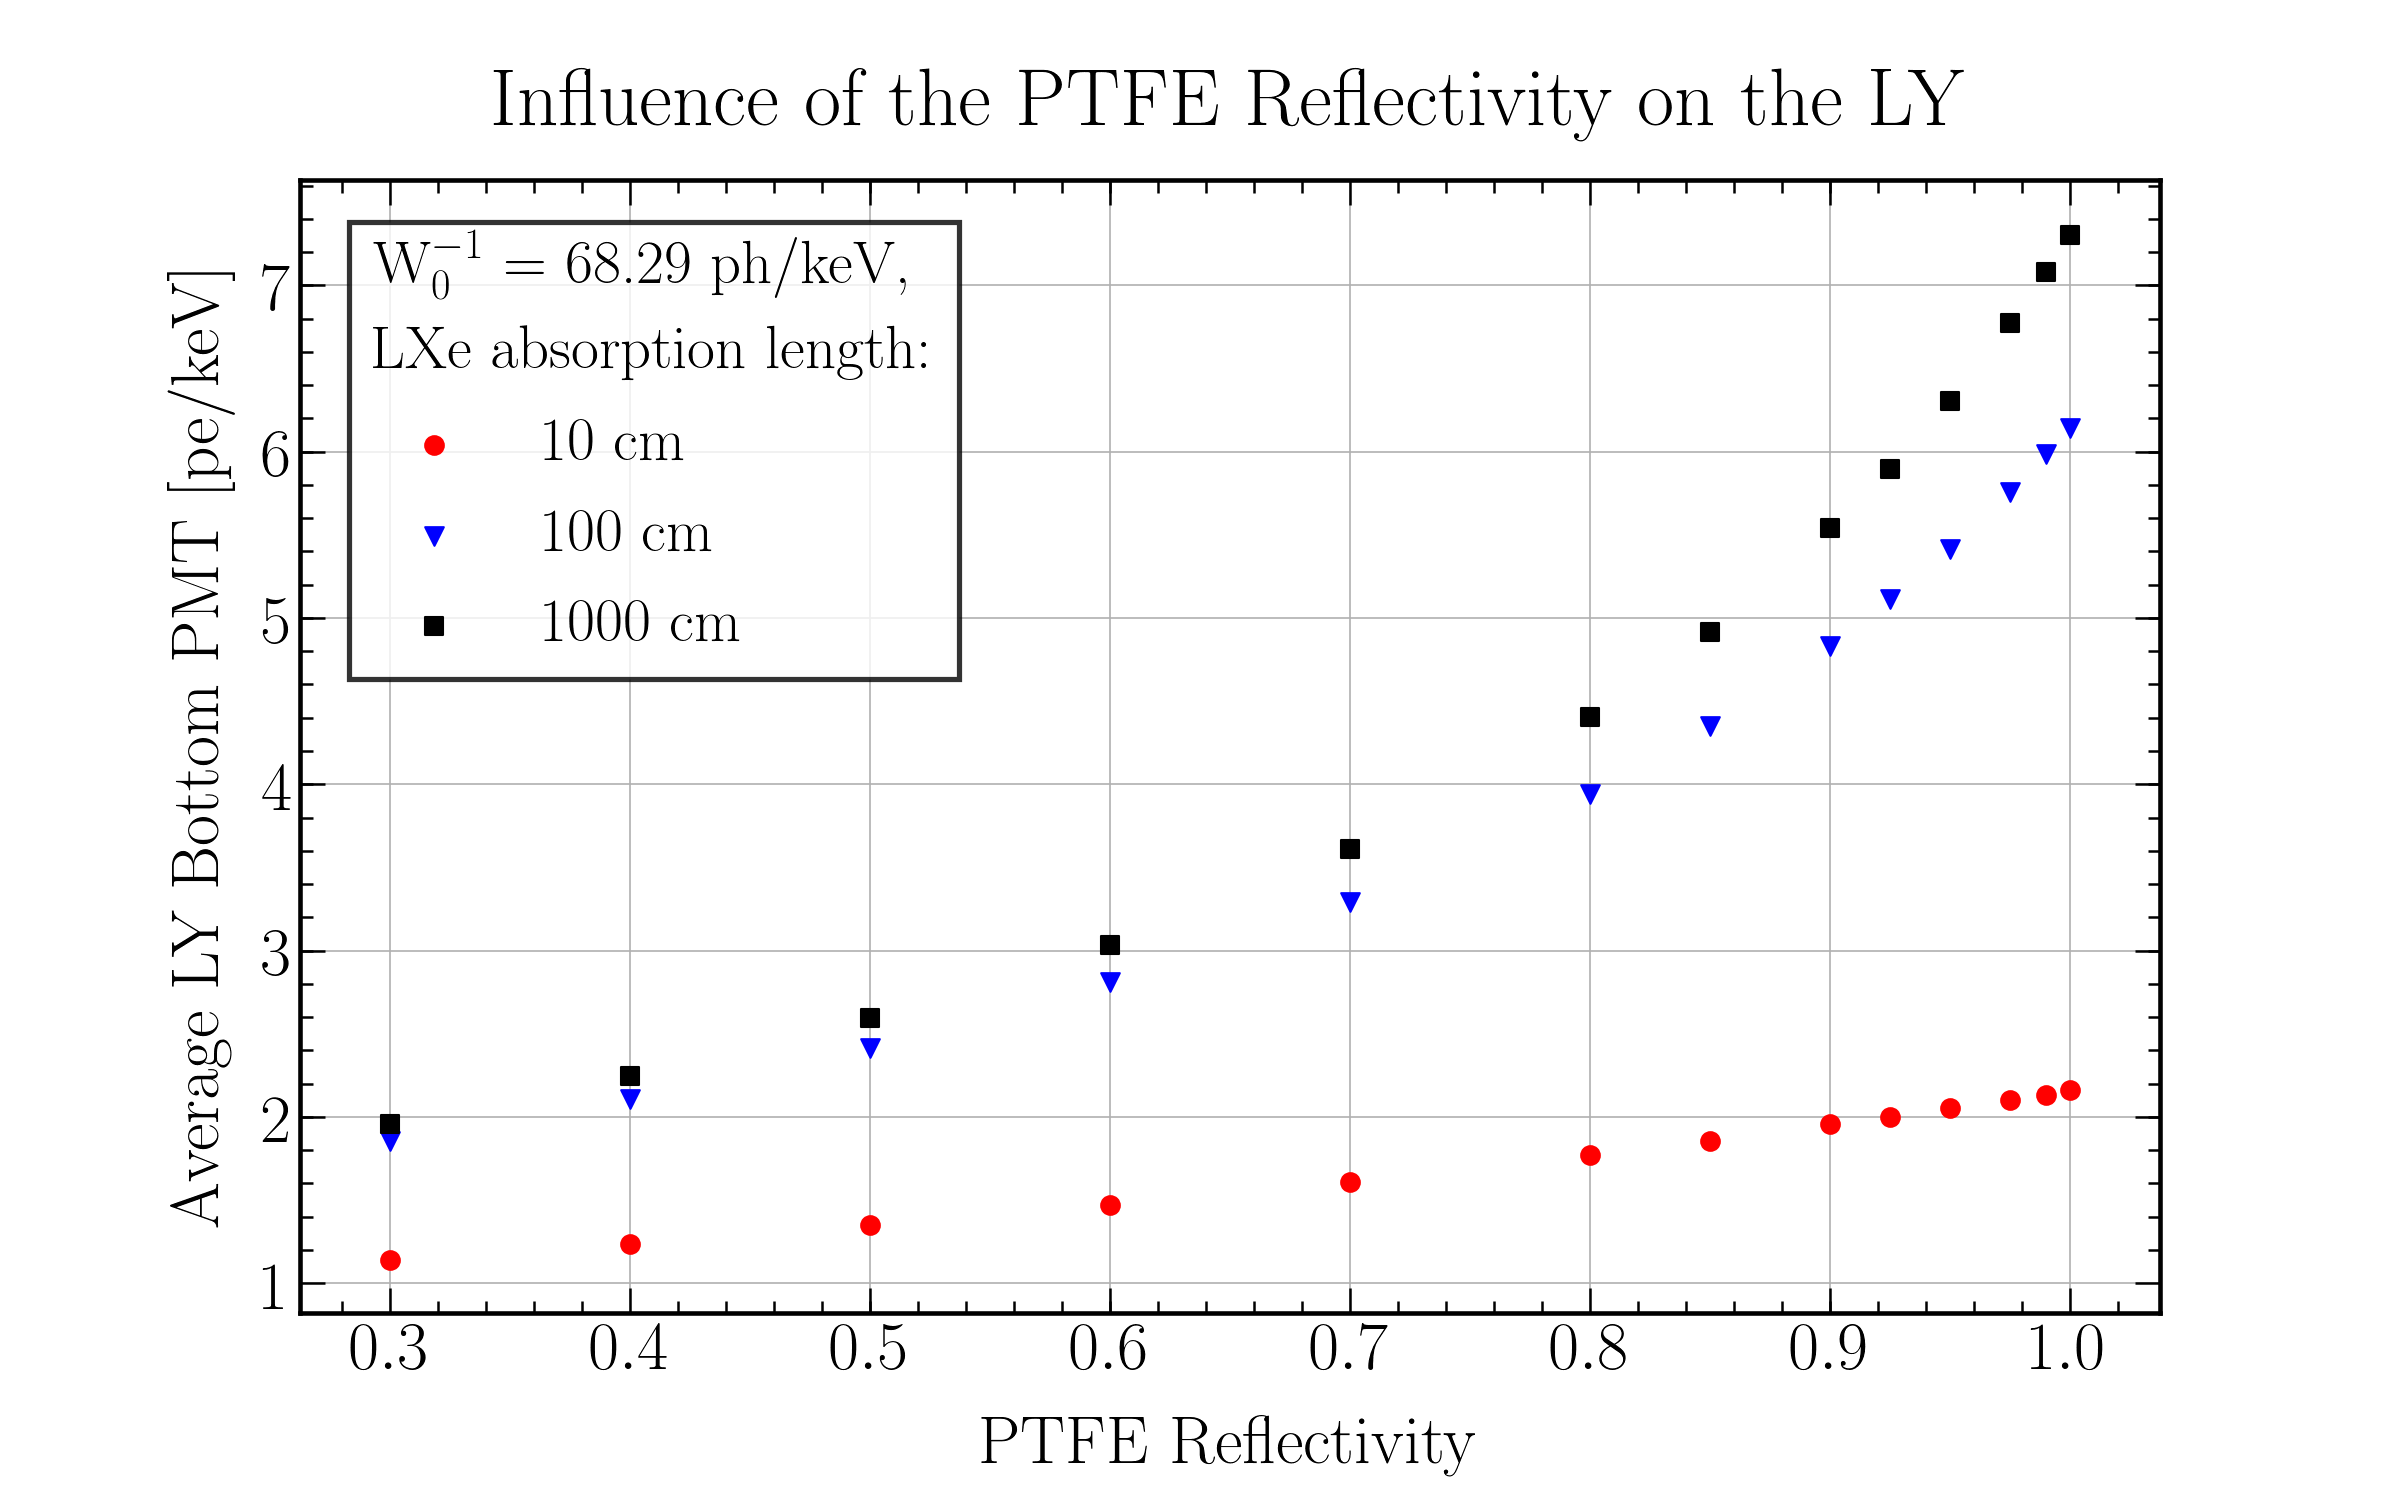 Influence of the PTFE Reflectivity on the LY
Average LY Bottom PMT [pe/keV]
7
6
5
4
3
2
1
W₀⁻¹ = 68.29 ph/keV,
LXe absorption length:
10 cm
100 cm
1000 cm
0.3 0.4 0.5 0.6 0.7 0.8 0.9 1.0
PTFE Reflectivity